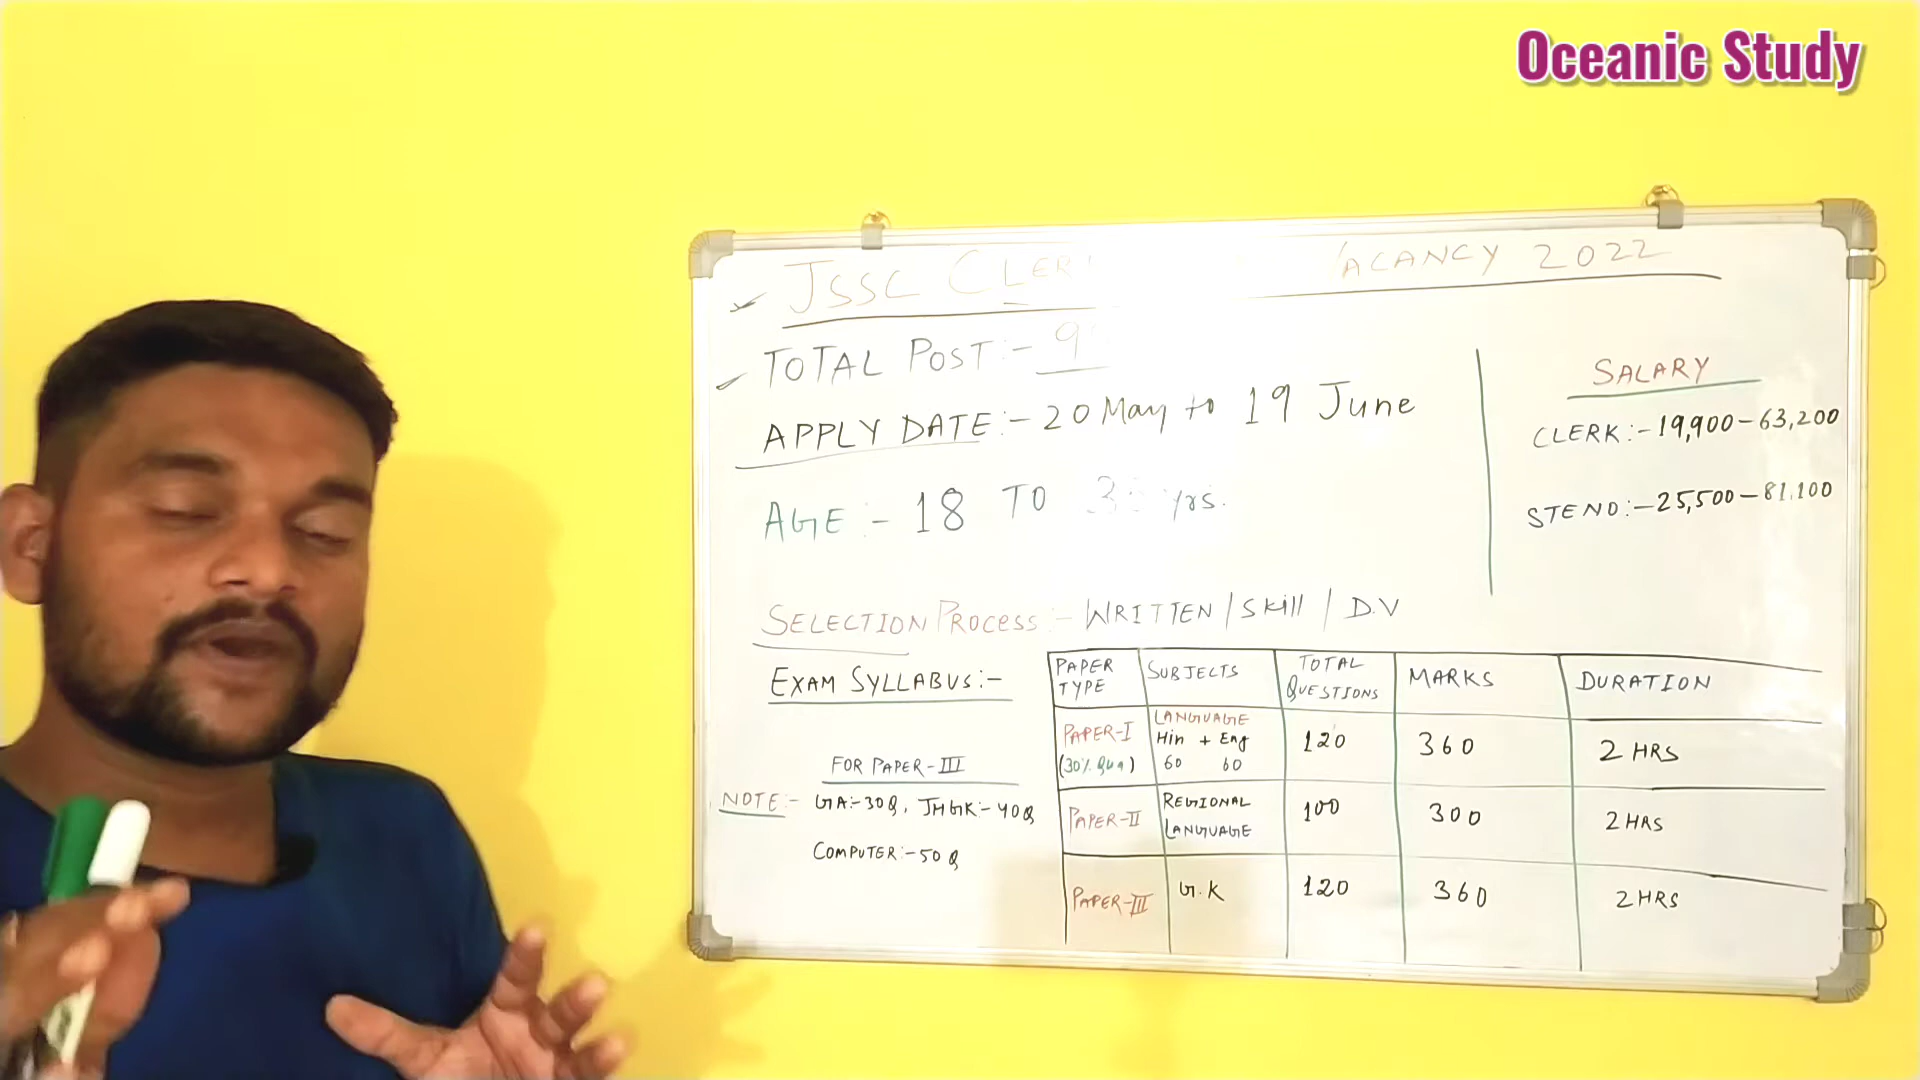 Oceanic Study
JSSC CLER ACANCY 2022
TOTAL POST:- 9
APPLY DATE:- 20 May to 19 June
AGE:- 18 TO yrs.
SALARY
CLERK:- 19,900-63,200
STENO:- 25,500-81,100
SELECTION PROCESS:- WRITTEN / Skill / D.V
EXAM SYLLABUS:-
FOR PAPER-III
NOTE:- GA:- 30Q, JHGK:- 40Q
COMPUTER:- 50Q
PAPER TYPE SUBJECTS TOTAL QUESTIONS MARKS DURATION
PAPER-I (30% Qua) LANGUAGE Hin + Eng 60 60 120 360 2 HRS
PAPER-II REGIONAL LANGUAGE 100 300 2 HRS
PAPER-III G.K 120 360 2 HRS